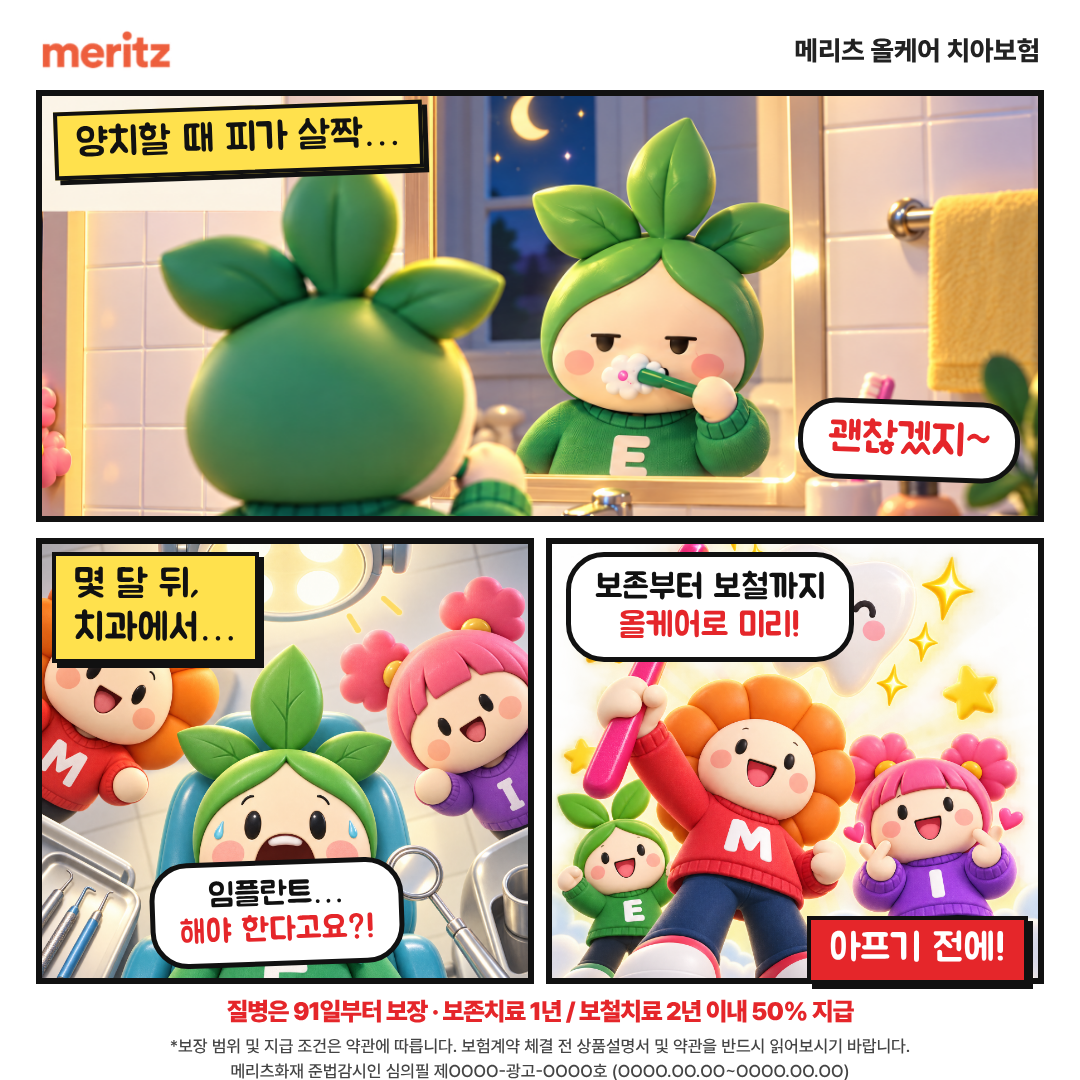 meritz
메리츠 올케어 치아보험
양치할 때 피가 살짝...
E
괜찮겠지~
몇 달 뒤,
치과에서...
M
I
임플란트...
해야 한다고요?!
E
보존부터 보철까지
올케어로 미리!
M
E
I
아프기 전에!
질병은 91일부터 보장 · 보존치료 1년 / 보철치료 2년 이내 50% 지급
*보장 범위 및 지급 조건은 약관에 따릅니다. 보험계약 체결 전 상품설명서 및 약관을 반드시 읽어보시기 바랍니다.
메리츠화재 준법감시인 심의필 제OOOO-광고-OOOO호 (OOOO.OO.OO~OOOO.OO.OO)